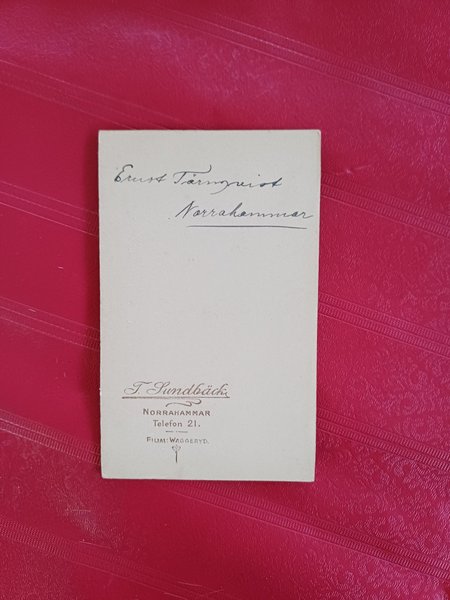 Ernst Törnqvist
Norrahammar
T. Sundbäck
NORRAHAMMAR
Telefon 21.
FILIAL: WAGGERYD.